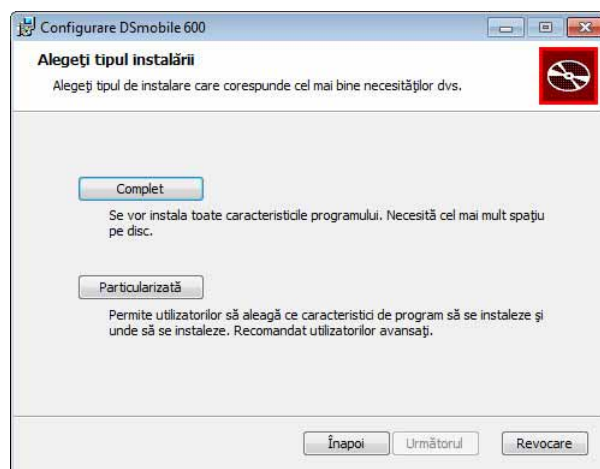 Configurare DSmobile 600
Alegeți tipul instalării
Alegeți tipul de instalare care corespunde cel mai bine necesităților dvs.
Complet
Se vor instala toate caracteristicile programului. Necesită cel mai mult spațiu
pe disc.
Particularizată
Permite utilizatorilor să aleagă ce caracteristici de program să se instaleze și
unde să se instaleze. Recomandat utilizatorilor avansați.
Înapoi
Următorul
Revocare